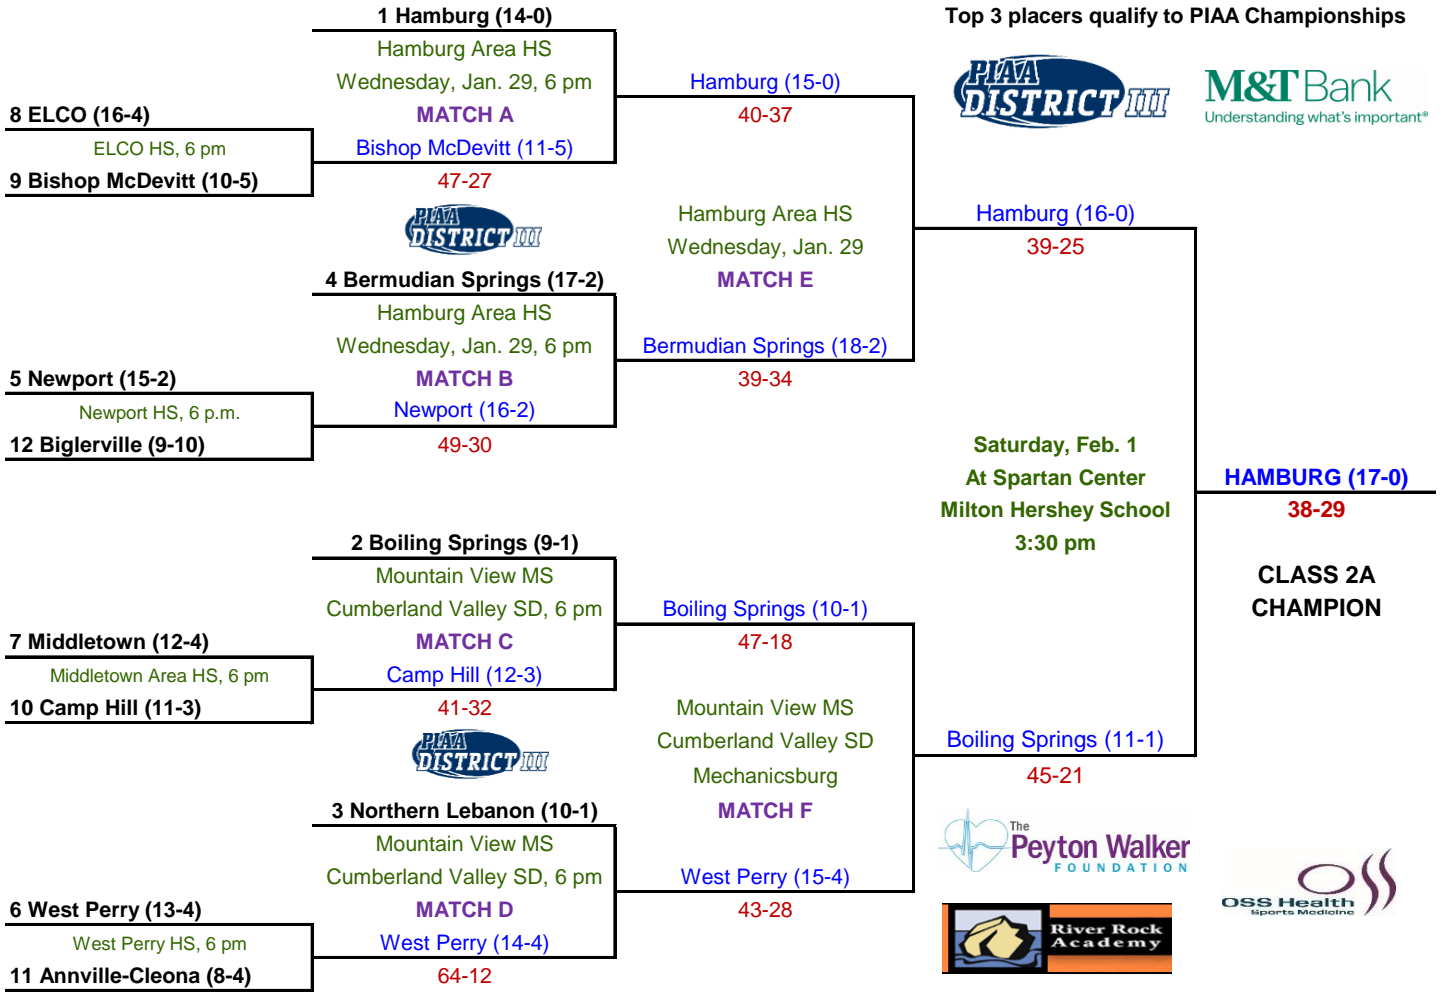 1 Hamburg (14-0)
Top 3 placers qualify to PIAA Championships
Hamburg Area HS
Wednesday, Jan. 29, 6 pm
Hamburg (15-0)
PIAA
DISTRICT III
M&T Bank
Understanding what's important®
8 ELCO (16-4)
MATCH A
40-37
ELCO HS, 6 pm
Bishop McDevitt (11-5)
9 Bishop McDevitt (10-5)
47-27
PIAA
DISTRICT III
Hamburg Area HS
Hamburg (16-0)
Wednesday, Jan. 29
39-25
4 Bermudian Springs (17-2)
MATCH E
Hamburg Area HS
Wednesday, Jan. 29, 6 pm
Bermudian Springs (18-2)
5 Newport (15-2)
MATCH B
39-34
Newport HS, 6 p.m.
Newport (16-2)
12 Biglerville (9-10)
49-30
Saturday, Feb. 1
At Spartan Center
HAMBURG (17-0)
Milton Hershey School
38-29
2 Boiling Springs (9-1)
3:30 pm
Mountain View MS
CLASS 2A
Cumberland Valley SD, 6 pm
Boiling Springs (10-1)
CHAMPION
7 Middletown (12-4)
MATCH C
47-18
Middletown Area HS, 6 pm
Camp Hill (12-3)
10 Camp Hill (11-3)
41-32
Mountain View MS
PIAA
DISTRICT III
Cumberland Valley SD
Boiling Springs (11-1)
Mechanicsburg
45-21
3 Northern Lebanon (10-1)
MATCH F
Mountain View MS
The
Peyton Walker
FOUNDATION
Cumberland Valley SD, 6 pm
West Perry (15-4)
6 West Perry (13-4)
MATCH D
43-28
OSS Health
Sports Medicine
West Perry HS, 6 pm
West Perry (14-4)
River Rock
Academy
11 Annville-Cleona (8-4)
64-12